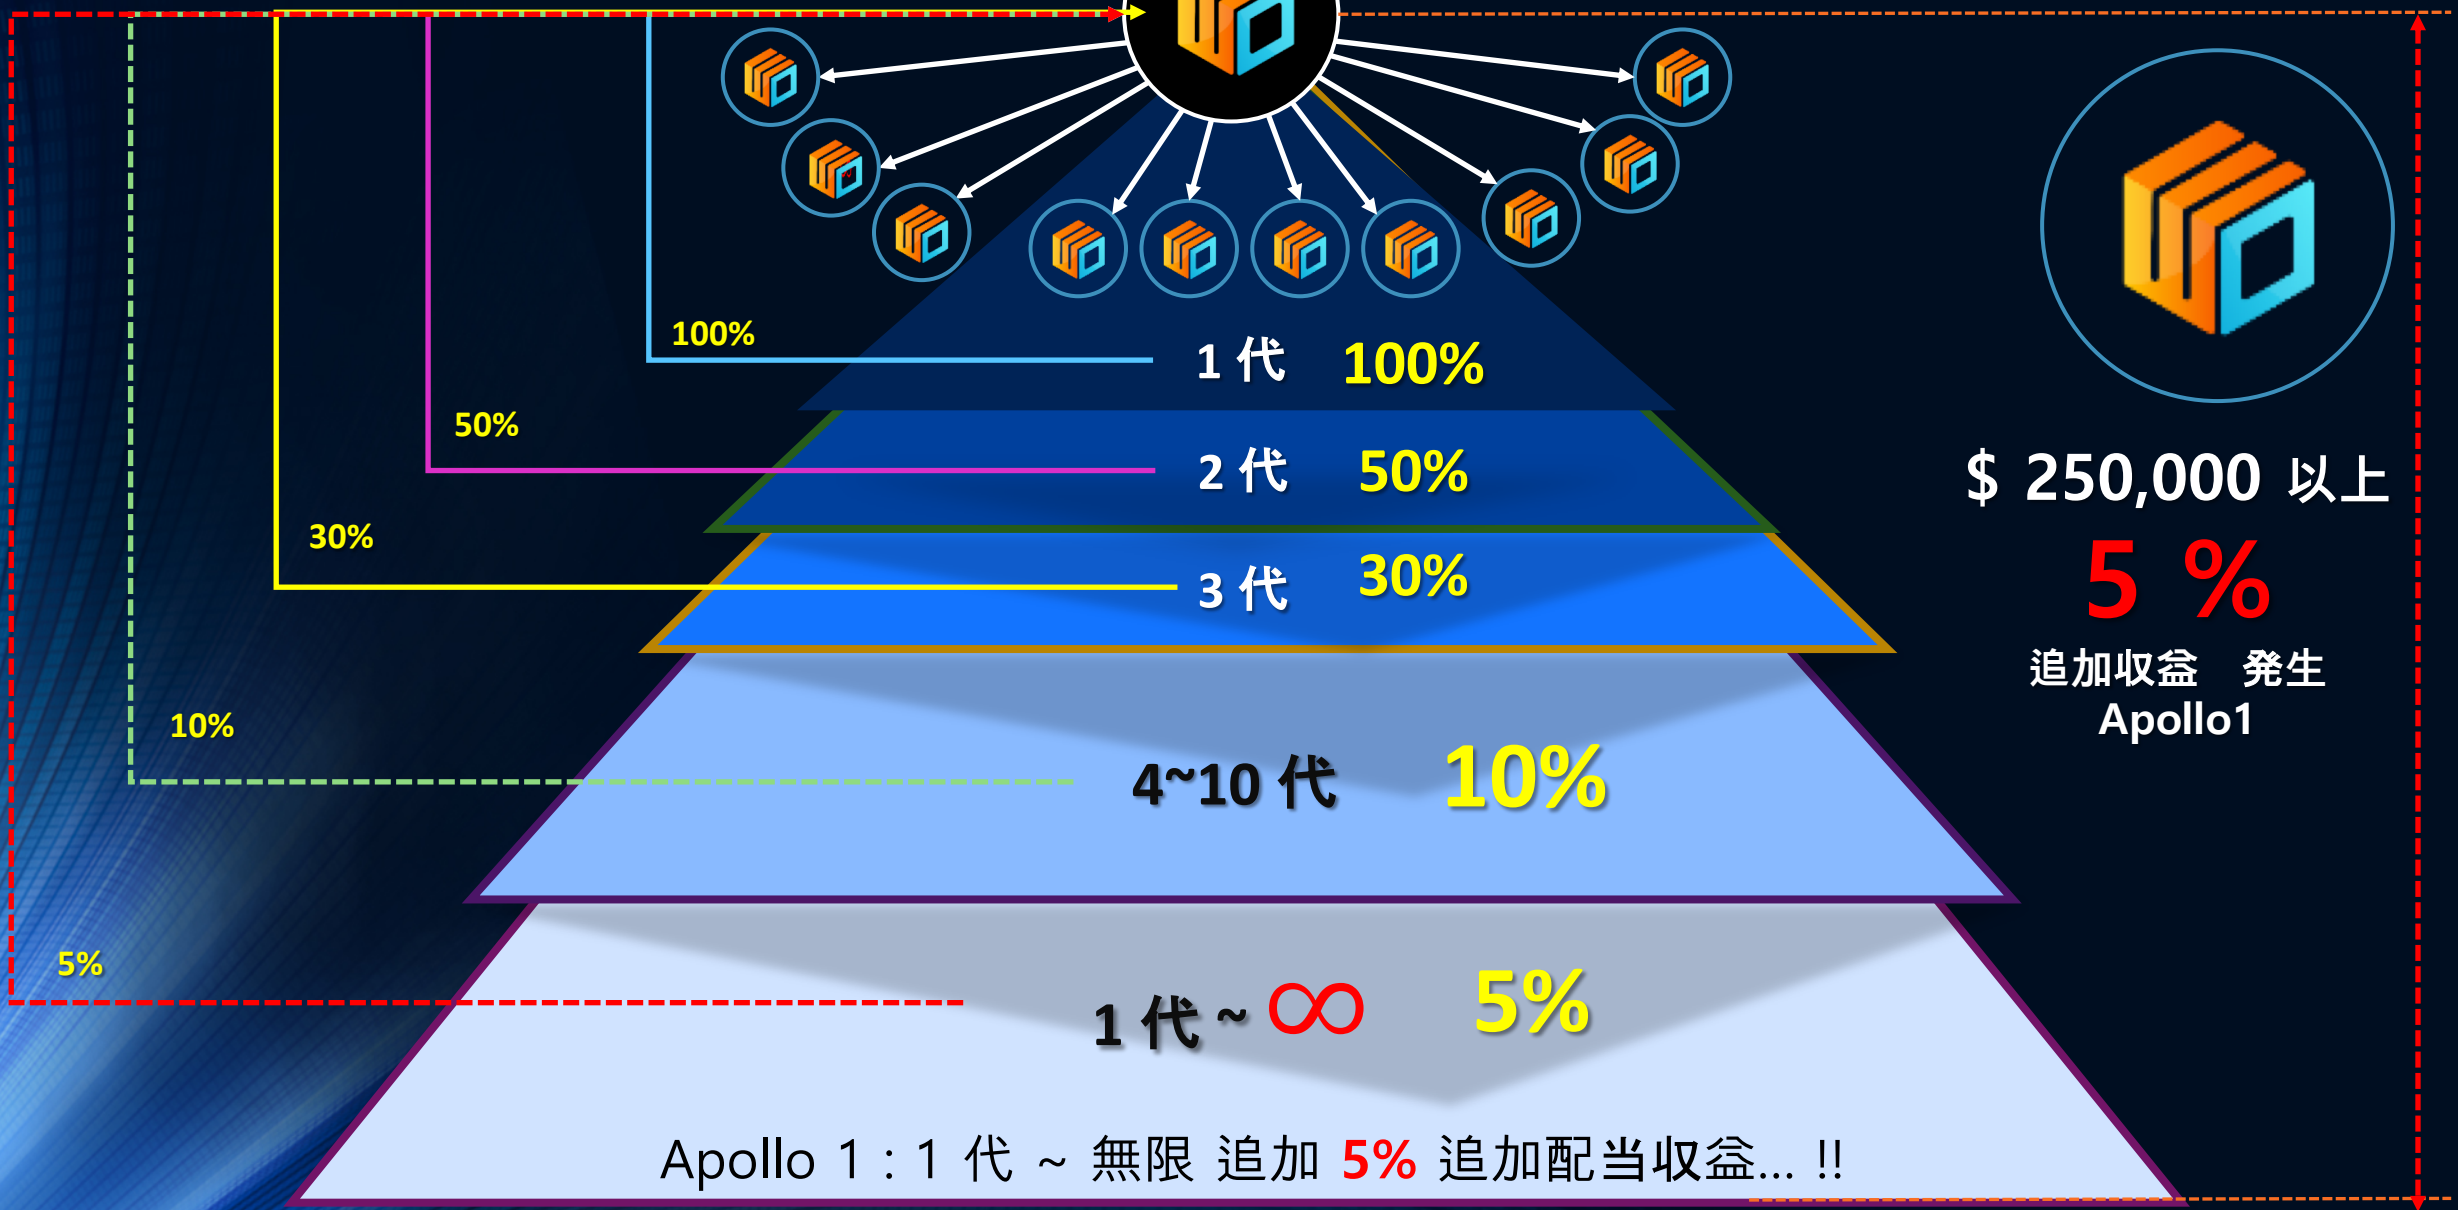 100%
1 代 100%
50%
2 代 50%
30%
3 代 30%
10%
4~10 代 10%
5%
1 代 ~ ∞ 5%
Apollo 1 : 1 代 ~ 無限 追加 5% 追加配当収益... !!
$ 250,000 以上
5 %
追加収益 発生
Apollo1